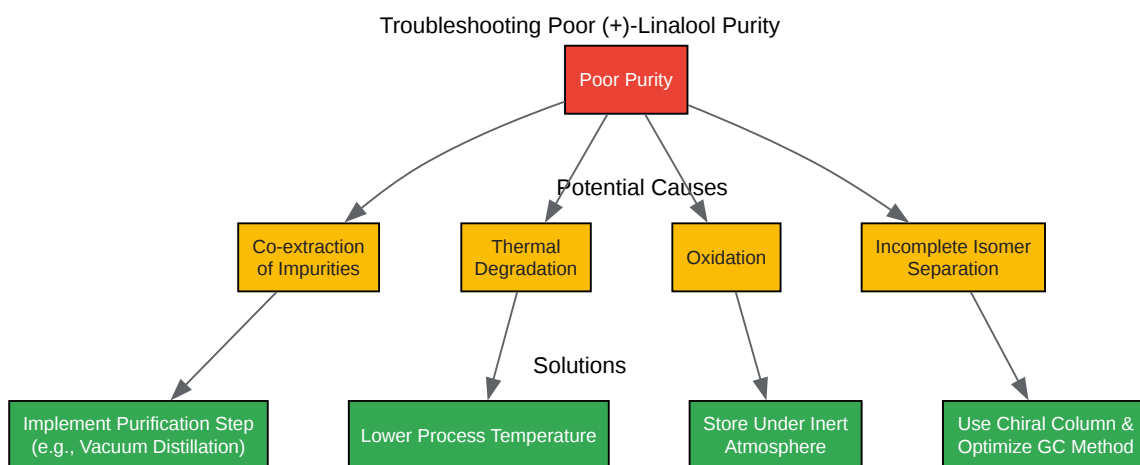 Troubleshooting Poor (+)-Linalool Purity
Poor Purity
Potential Causes
Co-extraction
of Impurities
Thermal
Degradation
Oxidation
Incomplete Isomer
Separation
Solutions
Implement Purification Step
(e.g., Vacuum Distillation)
Lower Process Temperature
Store Under Inert
Atmosphere
Use Chiral Column &
Optimize GC Method